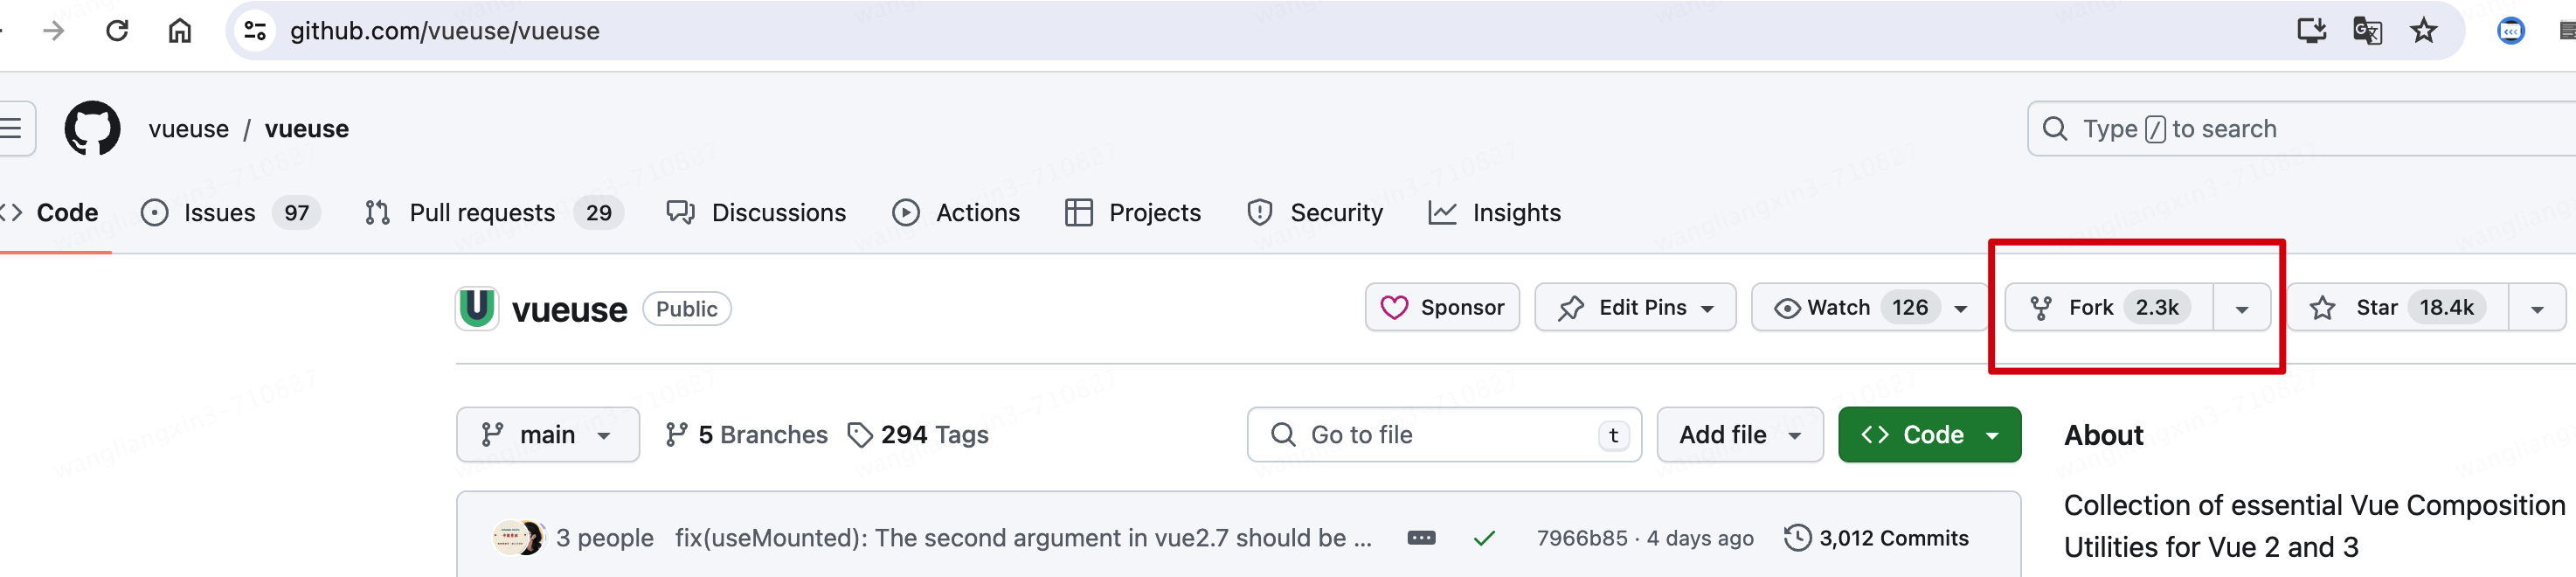 github.com/vueuse/vueuse
vueuse / vueuse
Type / to search
Code Issues 97 Pull requests 29 Discussions Actions Projects Security Insights
vueuse Public Sponsor Edit Pins Watch 126 Fork 2.3k Star 18.4k
main 5 Branches 294 Tags Go to file t Add file Code About
Collection of essential Vue Composition
Utilities for Vue 2 and 3
3 people fix(useMounted): The second argument in vue2.7 should be ... 7966b85 · 4 days ago 3,012 Commits
wangliangxin3-710827